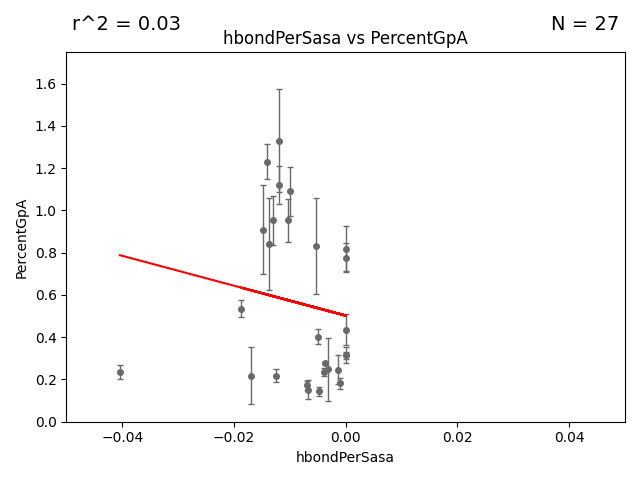 r^2 = 0.03
N = 27
hbondPerSasa vs PercentGpA
1.6
1.4
1.2
1.0
0.8
0.6
0.4
0.2
0.0
PercentGpA
−0.04
−0.02
0.00
0.02
0.04
hbondPerSasa